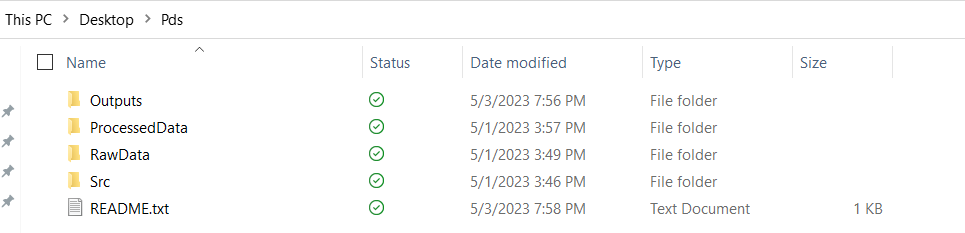 This PC > Desktop > Pds
Name Status Date modified Type Size
Outputs 5/3/2023 7:56 PM File folder
ProcessedData 5/1/2023 3:57 PM File folder
RawData 5/1/2023 3:49 PM File folder
Src 5/1/2023 3:46 PM File folder
README.txt 5/3/2023 7:58 PM Text Document 1 KB